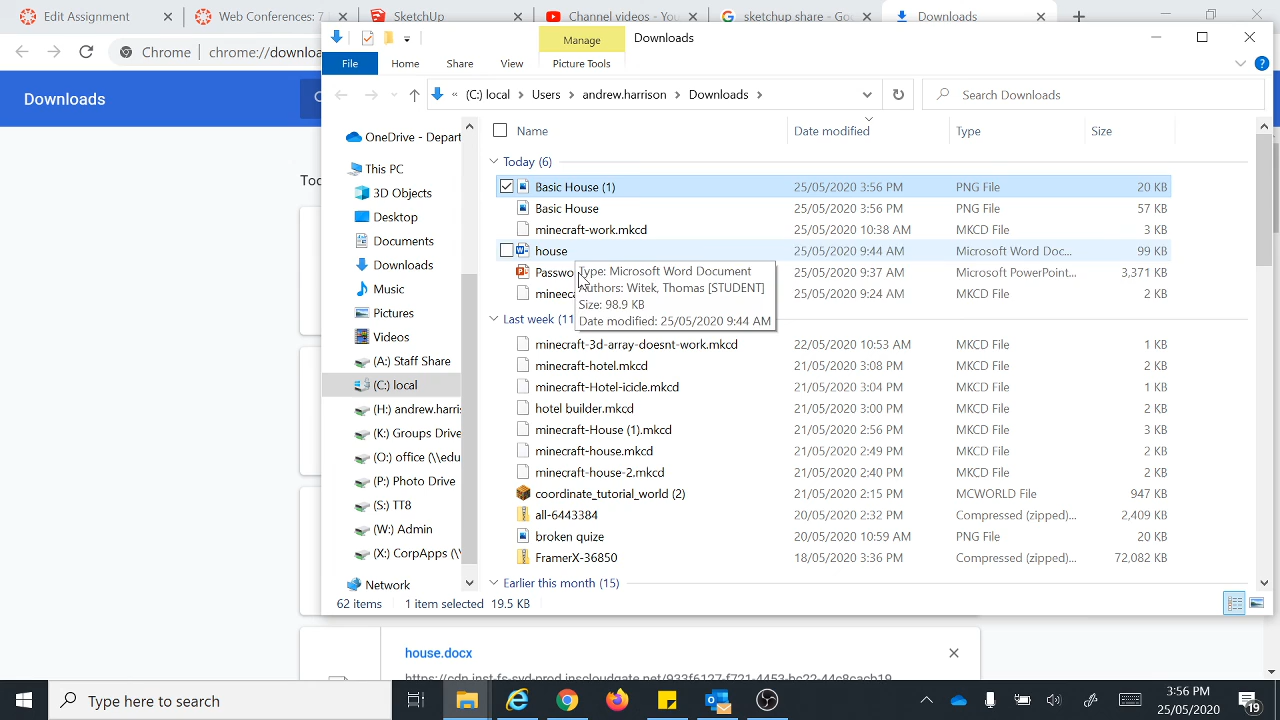 Web Conferences
Web Conferences: 7
SketchUp
Channel videos - You
sketchup share - Go
Downloads
Manage
Downloads
Chrome
chrome://downloa
File
Home
Share
View
Picture Tools
Downloads
« (C:) local > Users > andrew.harrison > Downloads >
Search Downloads
Name
Date modified
Type
Size
OneDrive - Depart
This PC
3D Objects
Desktop
Documents
Downloads
Music
Pictures
Videos
(A:) Staff Share
(C:) local
(H:) andrew.harris
(K:) Groups Drive
(O:) office (\\edu
(P:) Photo Drive
(S:) TT8
(W:) Admin
(X:) CorpApps (\\
Network
Today (6)
Basic House (1) 25/05/2020 3:56 PM PNG File 20 KB
Basic House 25/05/2020 3:56 PM PNG File 57 KB
minecraft-work.mkcd 25/05/2020 10:38 AM MKCD File 3 KB
house 25/05/2020 9:44 AM Microsoft Word Doc... 99 KB
Passwo 25/05/2020 9:37 AM Microsoft PowerPoint... 3,371 KB
minec 25/05/2020 9:24 AM MKCD File 2 KB
Type: Microsoft Word Document
Authors: Witek, Thomas [STUDENT]
Size: 98.9 KB
Date modified: 25/05/2020 9:44 AM
Last week (11
minecraft-3d-array-doesnt-work.mkcd 22/05/2020 10:53 AM MKCD File 1 KB
minecraft-hotel.mkcd 21/05/2020 3:08 PM MKCD File 2 KB
minecraft-Hotel-icicle.mkcd 21/05/2020 3:04 PM MKCD File 1 KB
hotel builder.mkcd 21/05/2020 3:00 PM MKCD File 2 KB
minecraft-House (1).mkcd 21/05/2020 2:56 PM MKCD File 3 KB
minecraft-house.mkcd 21/05/2020 2:49 PM MKCD File 2 KB
minecraft-house-2.mkcd 21/05/2020 2:40 PM MKCD File 2 KB
coordinate_tutorial_world (2) 21/05/2020 2:15 PM MCWORLD File 947 KB
all-6443384 20/05/2020 2:32 PM Compressed (zipped)... 2,409 KB
broken quize 20/05/2020 10:59 AM PNG File 20 KB
FramerX-36850 18/05/2020 3:36 PM Compressed (zipped)... 72,082 KB
Earlier this month (15)
62 items 1 item selected 19.5 KB
house.docx
Type here to search
3:56 PM
25/05/2020
19